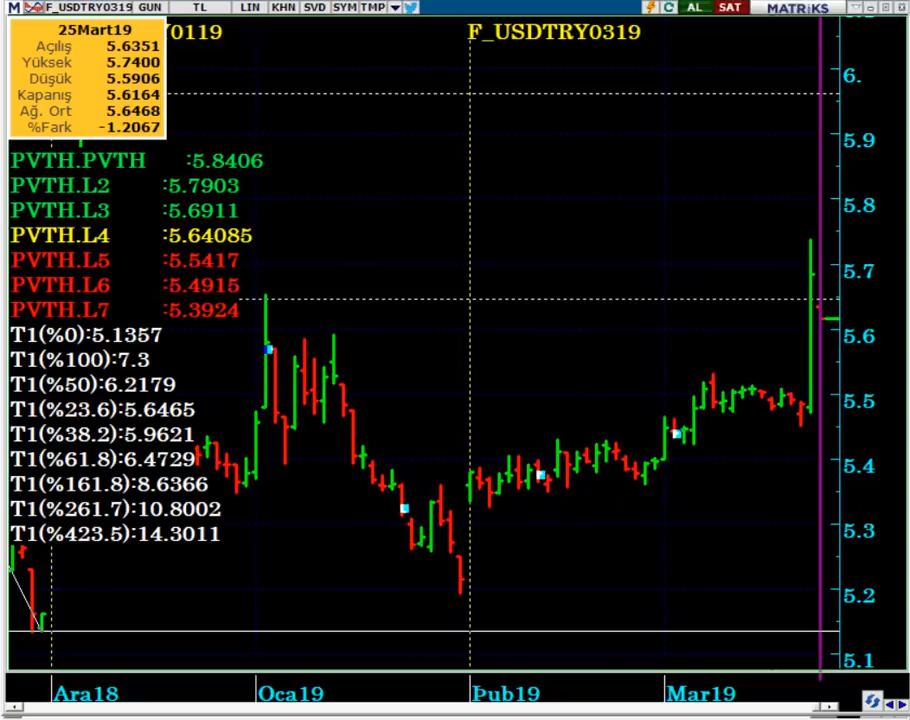 M F_USDTRY0319 GUN TL LIN KHN SVD SYM TMP AL SAT MATRiKS
25Mart19
Açılış 5.6351
Yüksek 5.7400
Düşük 5.5906
Kapanış 5.6164
Ağ. Ort 5.6468
%Fark -1.2067
Y0119
F_USDTRY0319
PVTH.PVTH :5.8406
PVTH.L2 :5.7903
PVTH.L3 :5.6911
PVTH.L4 :5.64085
PVTH.L5 :5.5417
PVTH.L6 :5.4915
PVTH.L7 :5.3924
T1(%0):5.1357
T1(%100):7.3
T1(%50):6.2179
T1(%23.6):5.6465
T1(%38.2):5.9621
T1(%61.8):6.4729
T1(%161.8):8.6366
T1(%261.7):10.8002
T1(%423.5):14.3011
6.
5.9
5.8
5.7
5.6
5.5
5.4
5.3
5.2
5.1
Ara18 Oca19 Þub19 Mar19